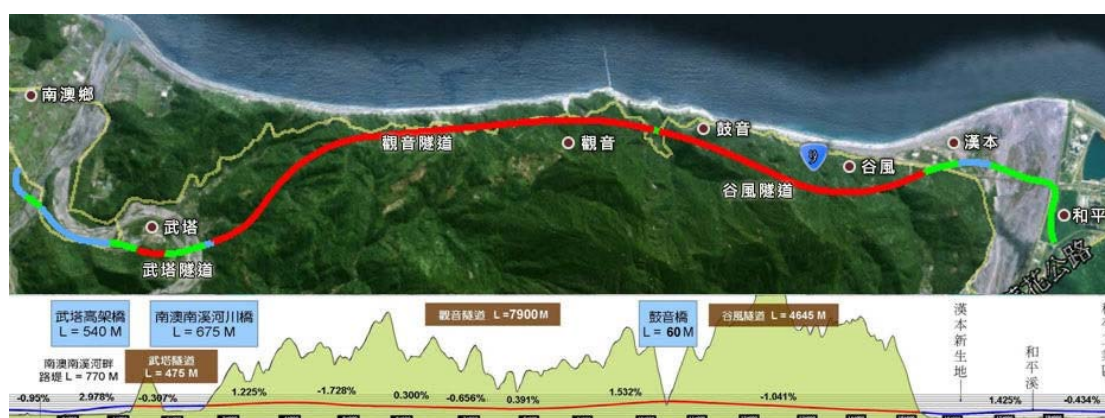 南澳鄉
觀音隧道
觀音
鼓音
漢本
谷風
谷風隧道
武塔
和平
武塔隧道
花公路
武塔高架橋
L = 540 M
南澳南溪河川橋
L = 675 M
觀音隧道 L =7900M
鼓音橋
L = 60 M
谷風隧道 L = 4645 M
南澳南溪河畔
路堤 L = 770 M
武塔隧道
L = 475 M
漢本新生地
和平溪
-0.95%
2.978%
-0.307%
1.225%
-1.728%
0.300%
-0.656%
0.391%
1.532%
-1.041%
1.425%
-0.434%